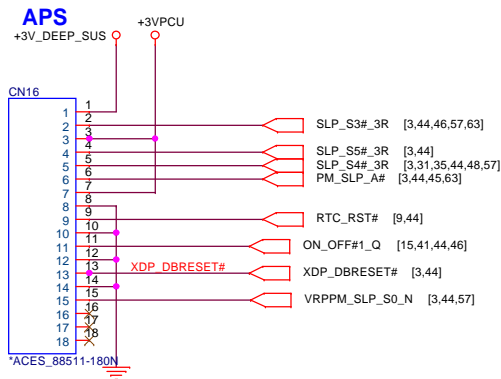 APS
+3V_DEEP_SUS
+3VPCU
CN16
1 1
2 2 SLP_S3#_3R [3,44,46,57,63]
3 3
4 4 SLP_S5#_3R [3,44]
5 5 SLP_S4#_3R [3,31,35,44,48,57]
6 6 PM_SLP_A# [3,44,45,63]
7 7
8 8
9 9 RTC_RST# [9,44]
10 10
11 11 ON_OFF#1_Q [15,41,44,46]
12 12
13 13 XDP_DBRESET# XDP_DBRESET# [3,44]
14 14
15 15 VRPPM_SLP_S0_N [3,44,57]
16 16
17 17
18 18
*ACES_88511-180N